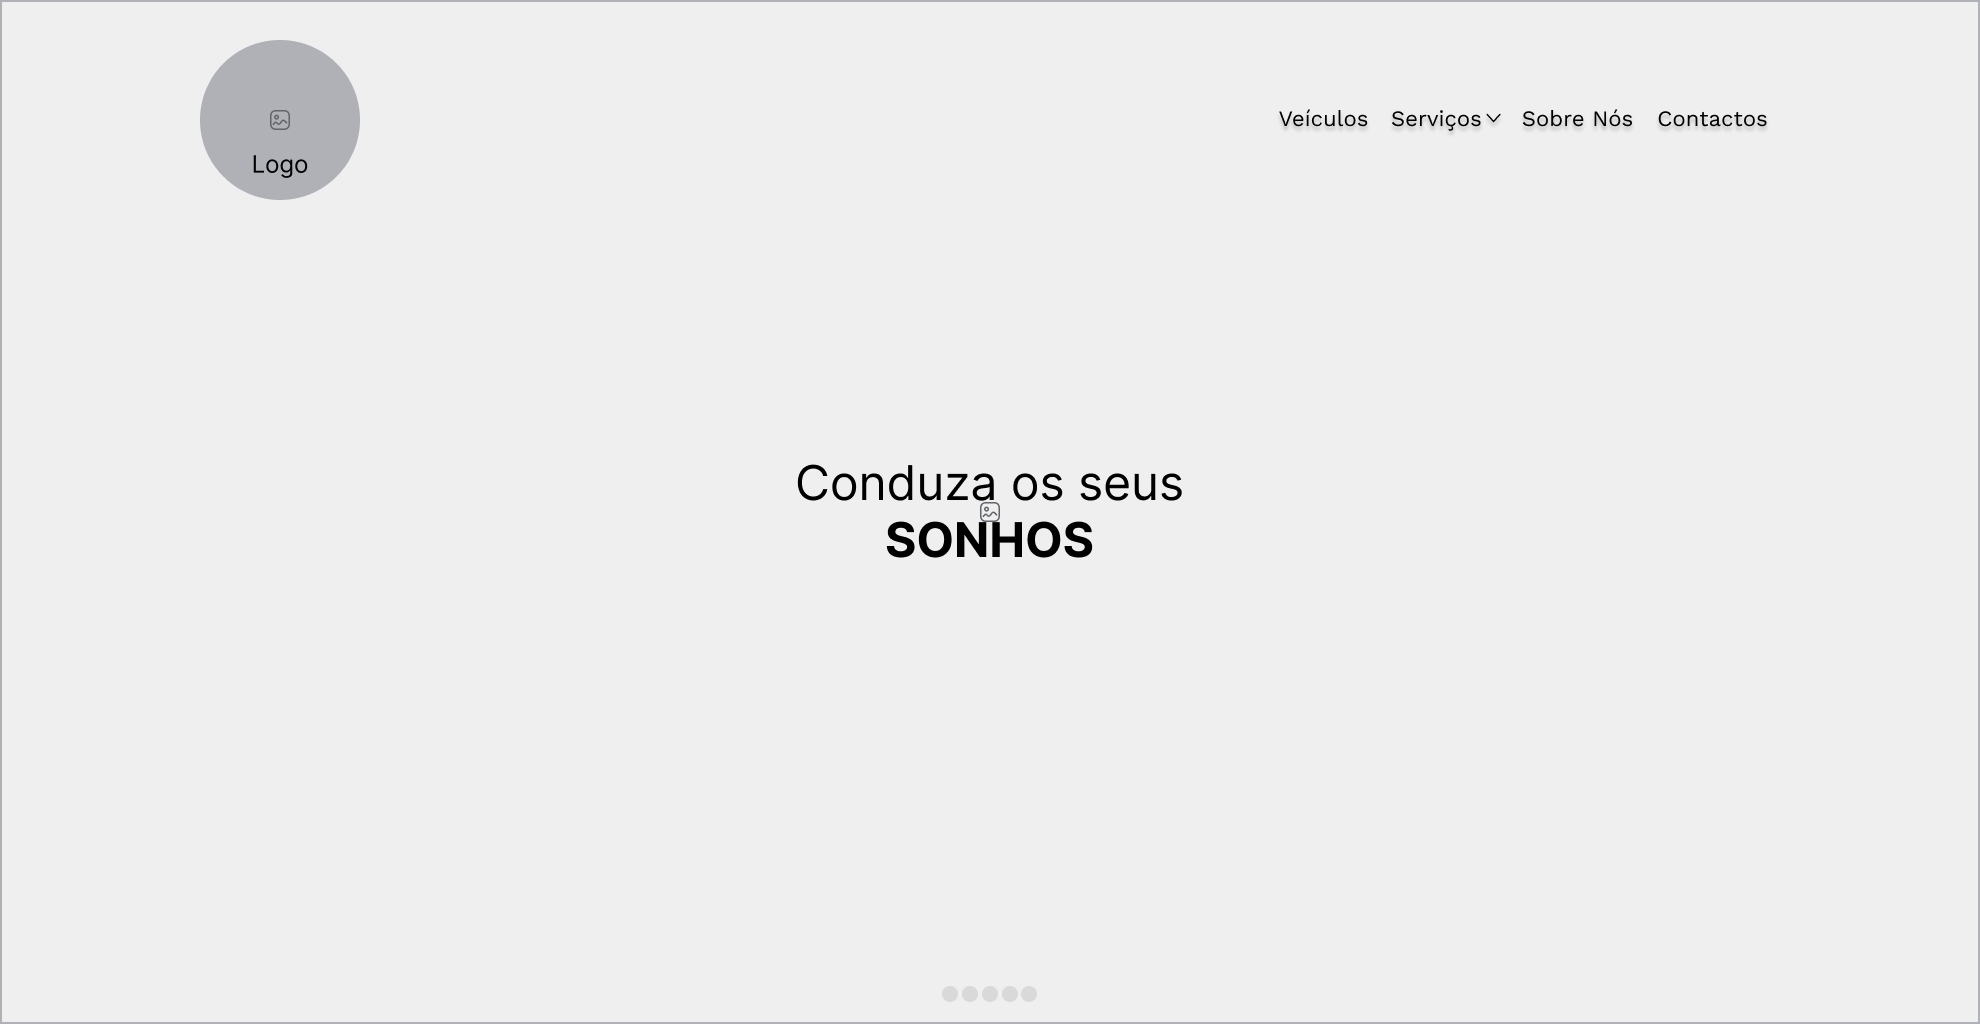 Logo
Veículos Serviços Sobre Nós Contactos
Conduza os seus
SONHOS